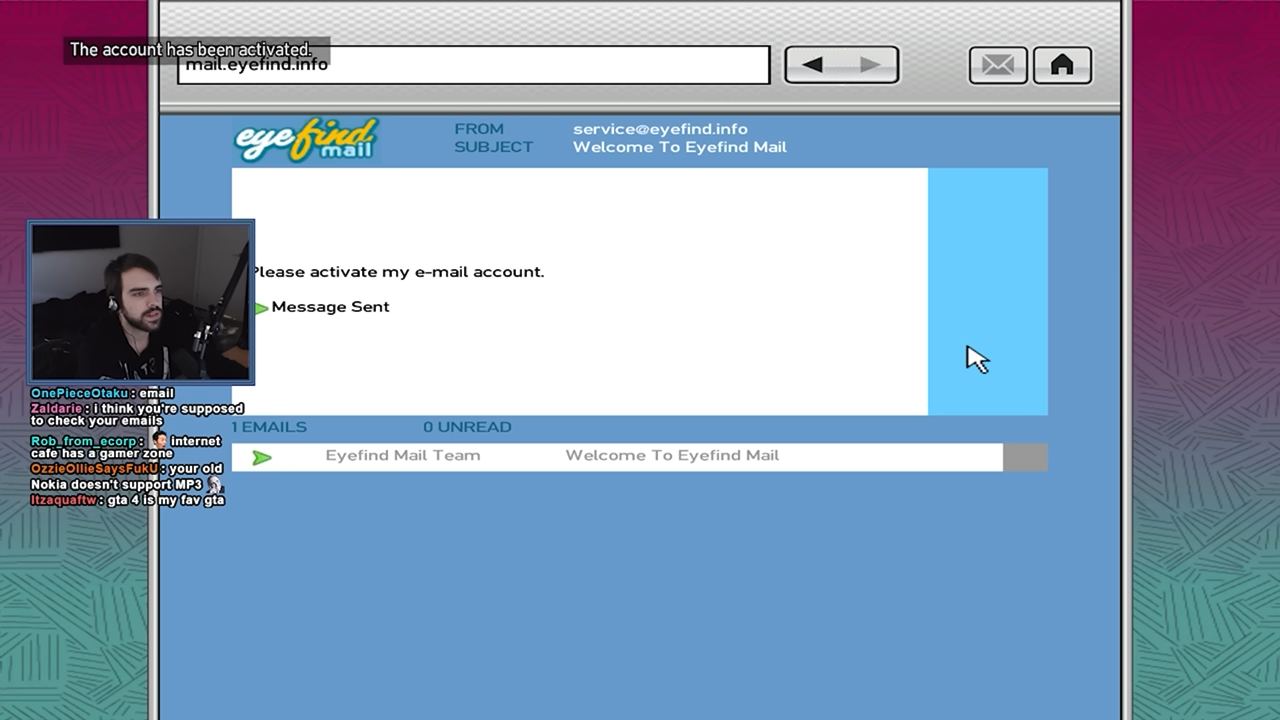 The account has been activated.
mail.eyefind.info
eyefind mail
FROM service@eyefind.info
SUBJECT Welcome To Eyefind Mail
Please activate my e-mail account.
Message Sent
1 EMAILS 0 UNREAD
Eyefind Mail Team Welcome To Eyefind Mail
OnePieceOtaku : email
Zaldarie : i think you're supposed
to check your emails
Rob_from_ecorp : internet
cafe has a gamer zone
OzzieOllieSaysFukU : your old
Nokia doesn't support MP3
Itzaquaftw : gta 4 is my fav gta